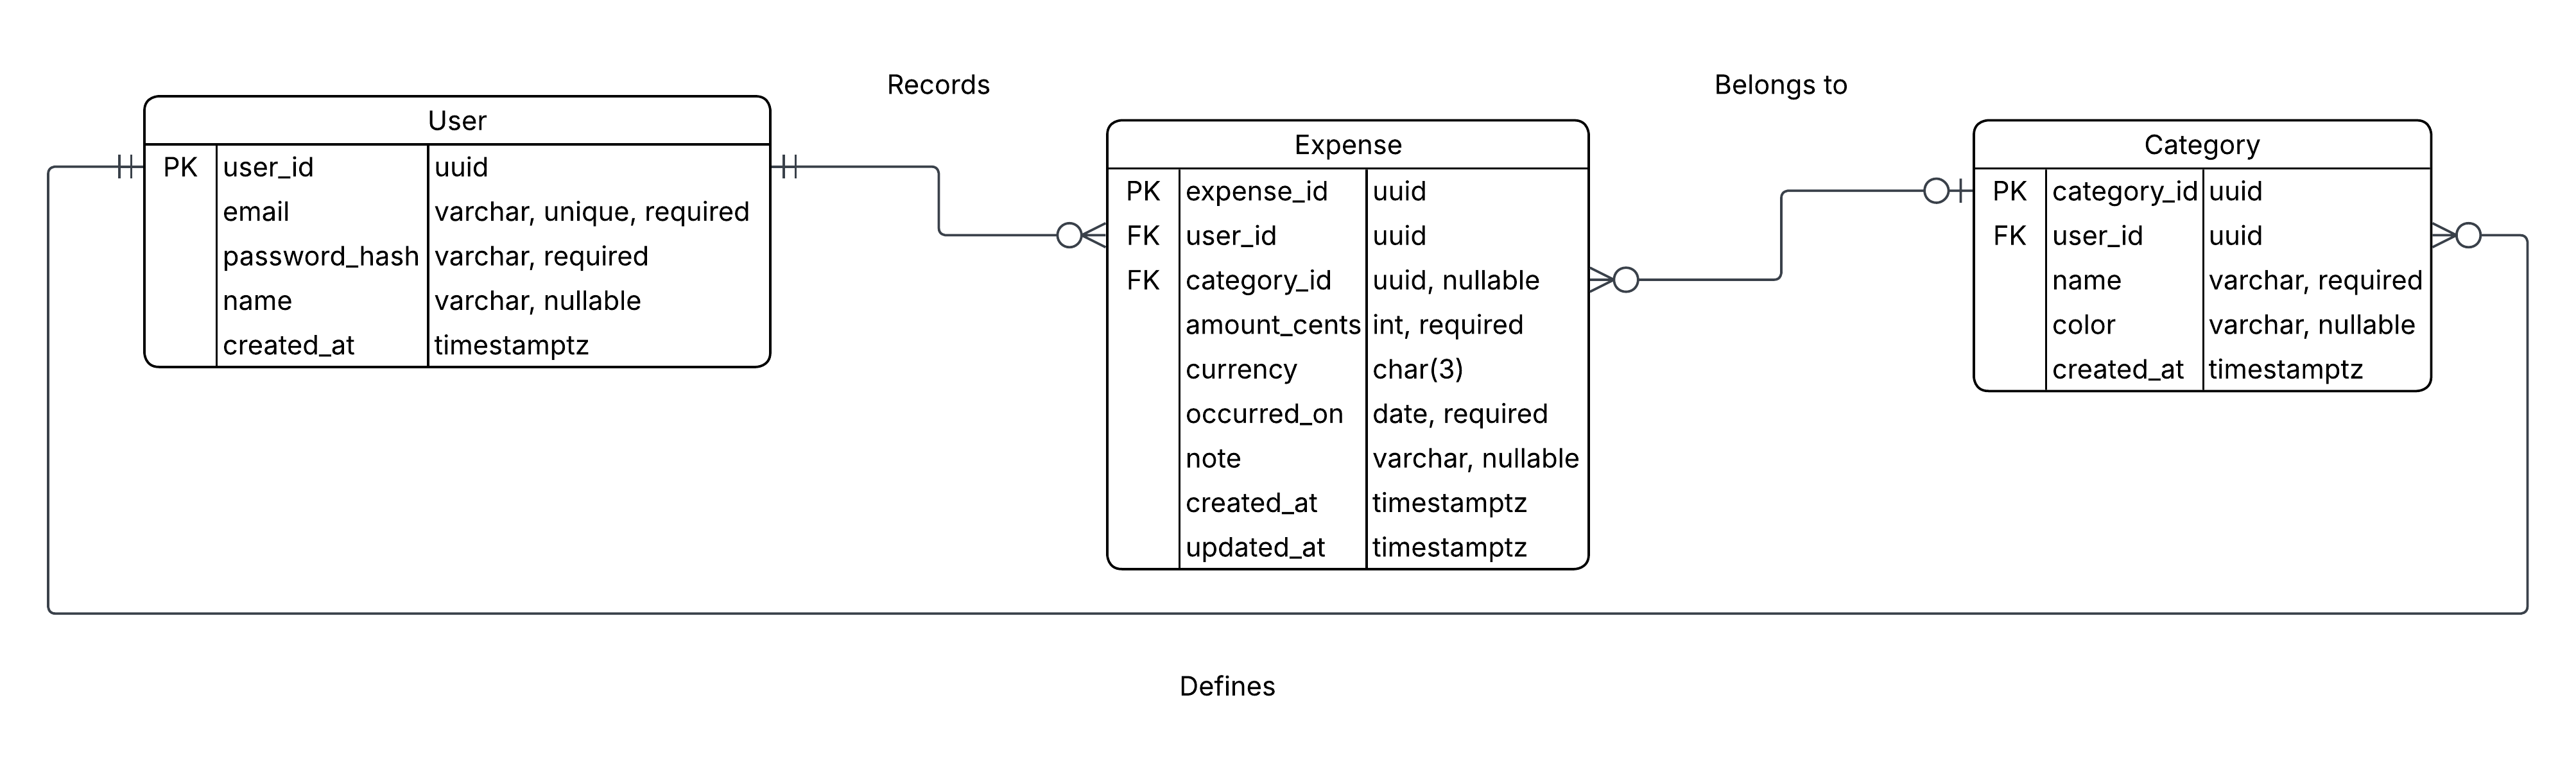 Records
Belongs to
User
PK user_id uuid
email varchar, unique, required
password_hash varchar, required
name varchar, nullable
created_at timestamptz
Expense
PK expense_id uuid
FK user_id uuid
FK category_id uuid, nullable
amount_cents int, required
currency char(3)
occurred_on date, required
note varchar, nullable
created_at timestamptz
updated_at timestamptz
Category
PK category_id uuid
FK user_id uuid
name varchar, required
color varchar, nullable
created_at timestamptz
Defines